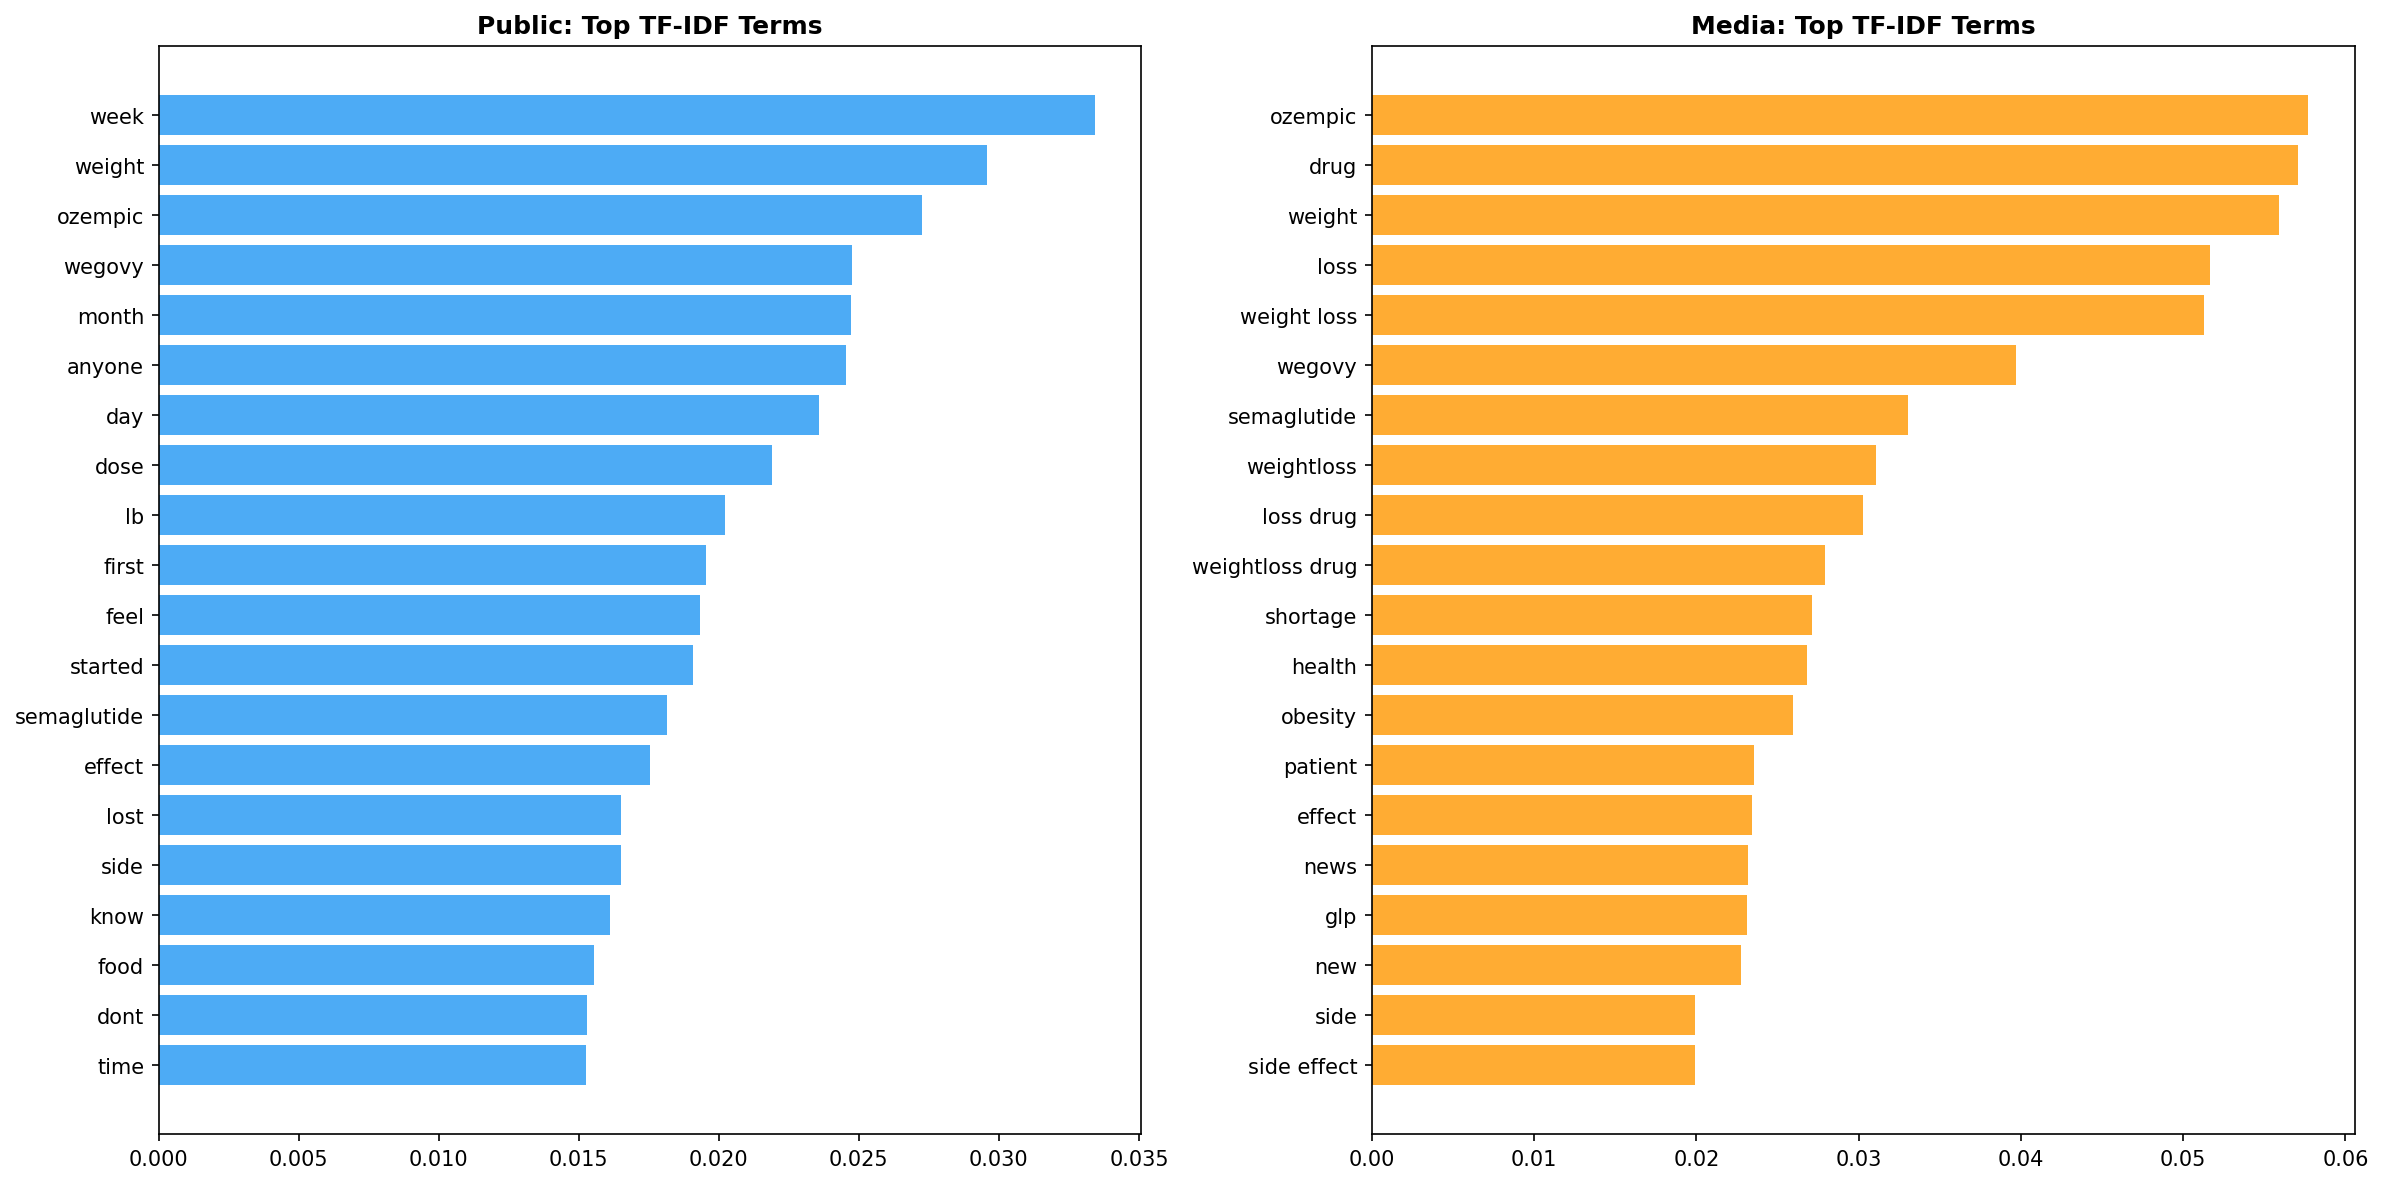 Public: Top TF-IDF Terms
week
weight
ozempic
wegovy
month
anyone
day
dose
lb
first
feel
started
semaglutide
effect
lost
side
know
food
dont
time
0.000 0.005 0.010 0.015 0.020 0.025 0.030 0.035
Media: Top TF-IDF Terms
ozempic
drug
weight
loss
weight loss
wegovy
semaglutide
weightloss
loss drug
weightloss drug
shortage
health
obesity
patient
effect
news
glp
new
side
side effect
0.00 0.01 0.02 0.03 0.04 0.05 0.06